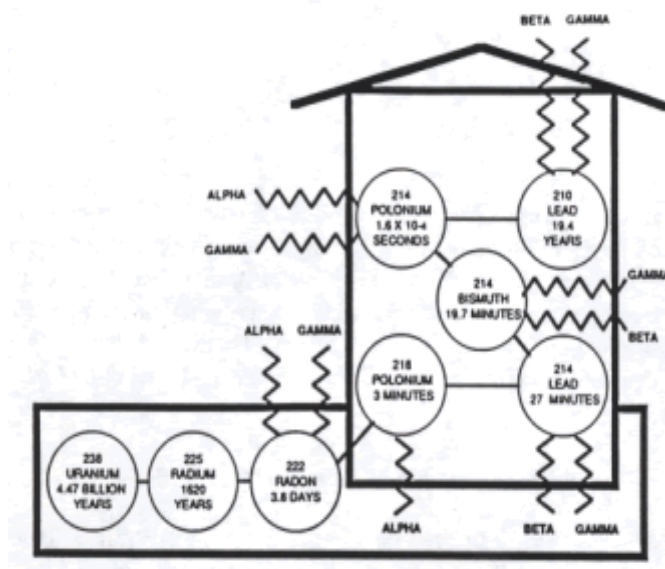 BETA GAMMA
ALPHA
GAMMA
214
POLONIUM
1.6 X 10-4
SECONDS
210
LEAD
19.4
YEARS
214
BISMUTH
19.7 MINUTES
GAMMA
BETA
ALPHA GAMMA
218
POLONIUM
3 MINUTES
214
LEAD
27 MINUTES
238
URANIUM
4.47 BILLION
YEARS
225
RADIUM
1620
YEARS
222
RADON
3.8 DAYS
ALPHA
BETA GAMMA